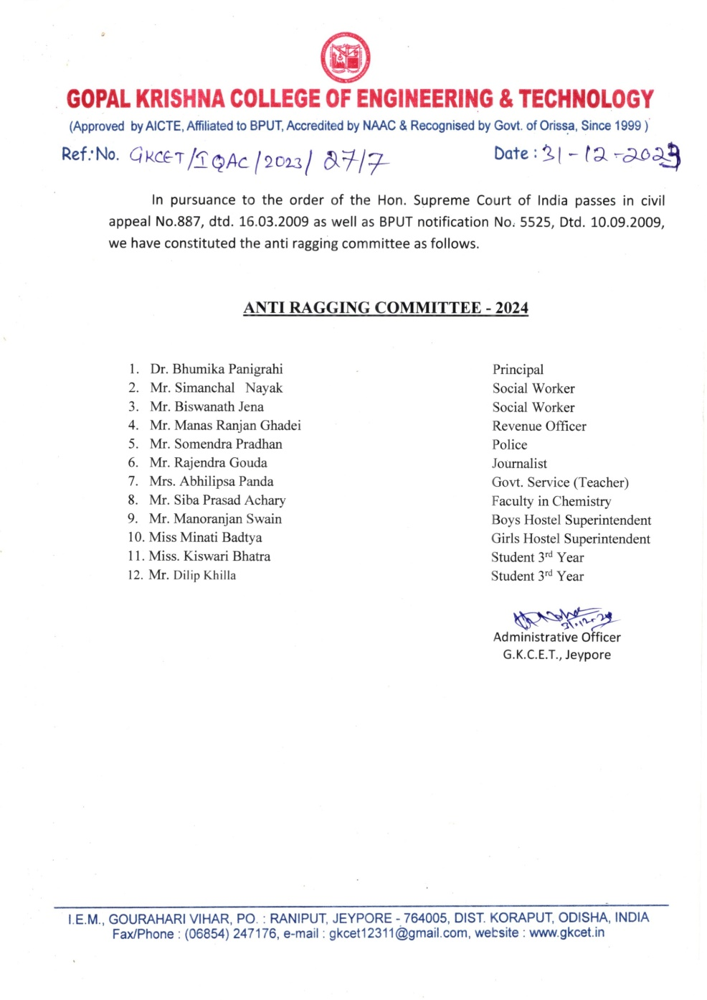 GOPAL KRISHNA COLLEGE OF ENGINEERING & TECHNOLOGY
(Approved by AICTE, Affiliated to BPUT, Accredited by NAAC & Recognised by Govt. of Orissa, Since 1999 )
Ref.: No. GKCET/IQAC/2023/ 27/7 Date : 31-12-2023
In pursuance to the order of the Hon. Supreme Court of India passes in civil
appeal No.887, dtd. 16.03.2009 as well as BPUT notification No. 5525, Dtd. 10.09.2009,
we have constituted the anti ragging committee as follows.
ANTI RAGGING COMMITTEE - 2024
1. Dr. Bhumika Panigrahi Principal
2. Mr. Simanchal Nayak Social Worker
3. Mr. Biswanath Jena Social Worker
4. Mr. Manas Ranjan Ghadei Revenue Officer
5. Mr. Somendra Pradhan Police
6. Mr. Rajendra Gouda Journalist
7. Mrs. Abhilipsa Panda Govt. Service (Teacher)
8. Mr. Siba Prasad Achary Faculty in Chemistry
9. Mr. Manoranjan Swain Boys Hostel Superintendent
10. Miss Minati Badtya Girls Hostel Superintendent
11. Miss. Kiswari Bhatra Student 3rd Year
12. Mr. Dilip Khilla Student 3rd Year
Administrative Officer
G.K.C.E.T., Jeypore
I.E.M., GOURAHARI VIHAR, PO. : RANIPUT, JEYPORE - 764005, DIST. KORAPUT, ODISHA, INDIA
Fax/Phone : (06854) 247176, e-mail : gkcet12311@gmail.com, website : www.gkcet.in